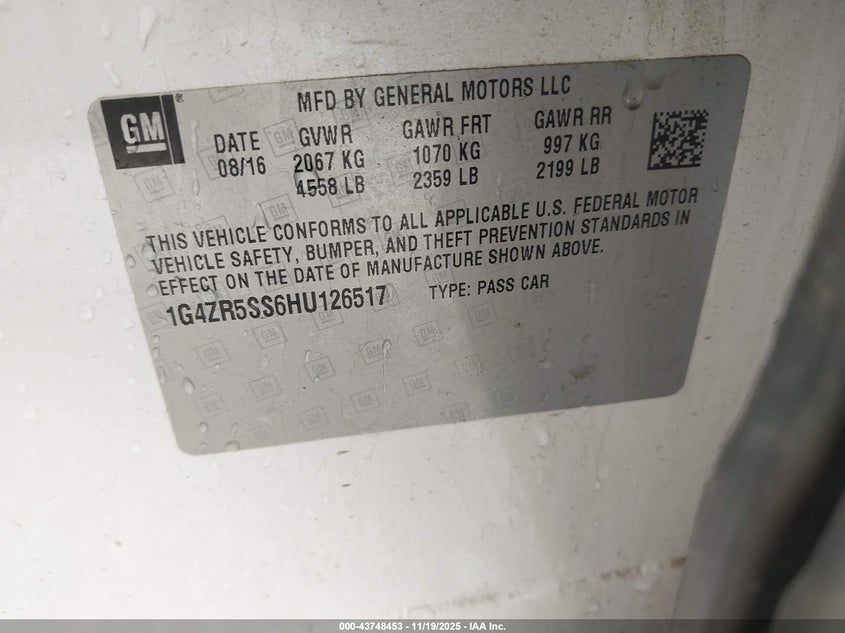 GM
MFD BY GENERAL MOTORS LLC
DATE GVWR GAWR FRT GAWR RR
08/16 2067 KG 1070 KG 997 KG
4558 LB 2359 LB 2199 LB
THIS VEHICLE CONFORMS TO ALL APPLICABLE U.S. FEDERAL MOTOR
VEHICLE SAFETY, BUMPER, AND THEFT PREVENTION STANDARDS IN
EFFECT ON THE DATE OF MANUFACTURE SHOWN ABOVE.
1G4ZR5SS6HU126517 TYPE: PASS CAR
000-43748453 - 11/19/2025 - IAA Inc.